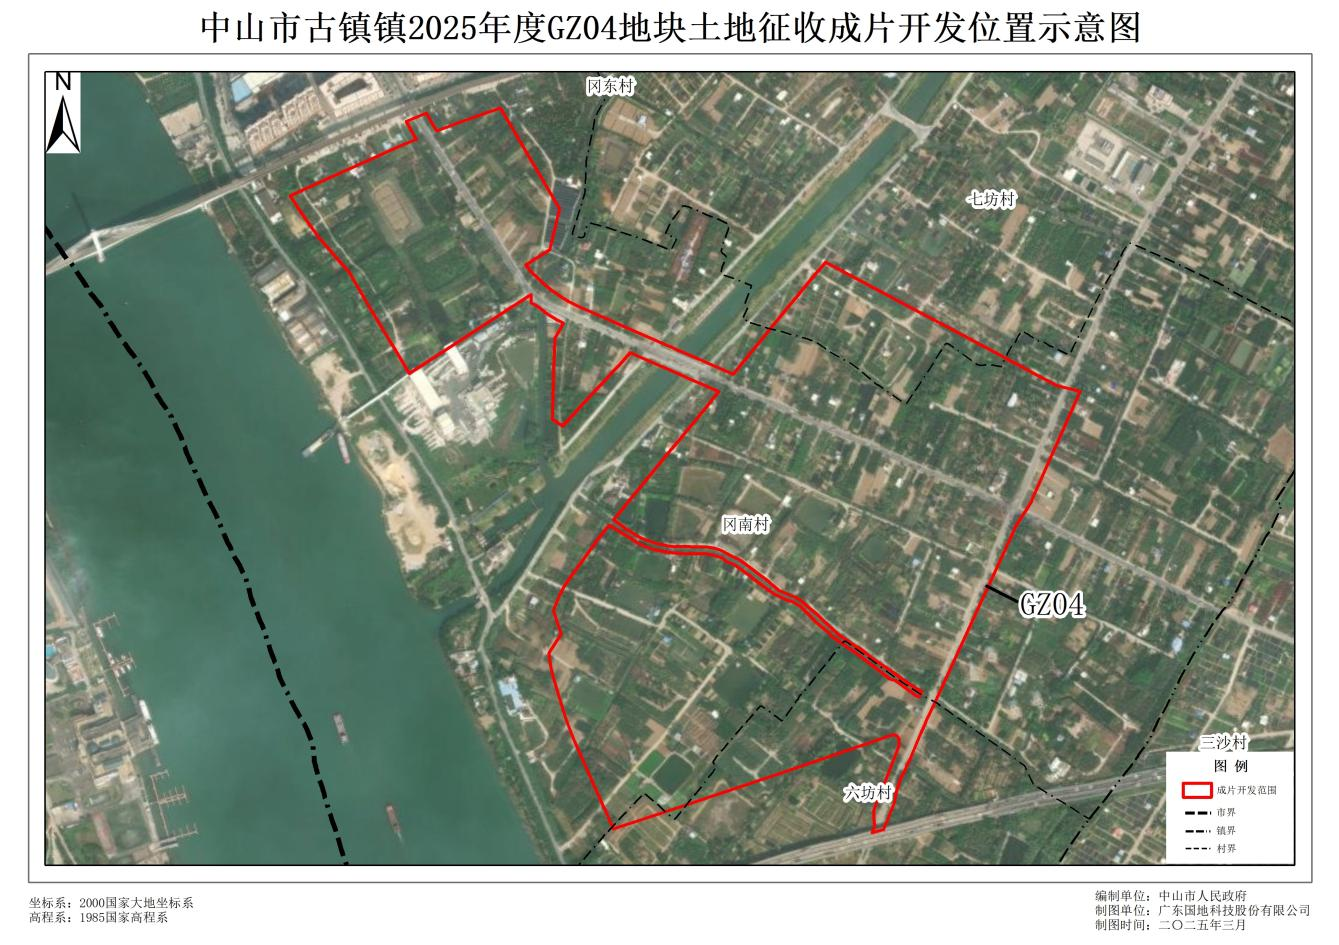 中山市古镇镇2025年度GZ04地块土地征收成片开发位置示意图
N
冈东村
七坊村
冈南村
GZ04
三沙村
六坊村
图 例
成片开发范围
市界
镇界
村界
坐标系：2000国家大地坐标系
高程系：1985国家高程系
编制单位：中山市人民政府
制图单位：广东国地科技股份有限公司
制图时间：二〇二五年三月